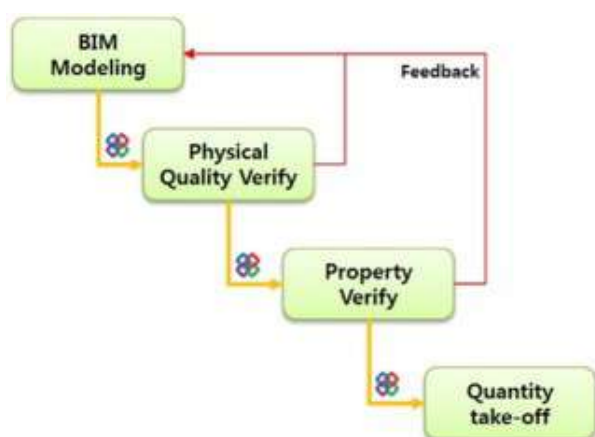 BIM
Modeling
Feedback
Physical
Quality Verify
Property
Verify
Quantity
take-off